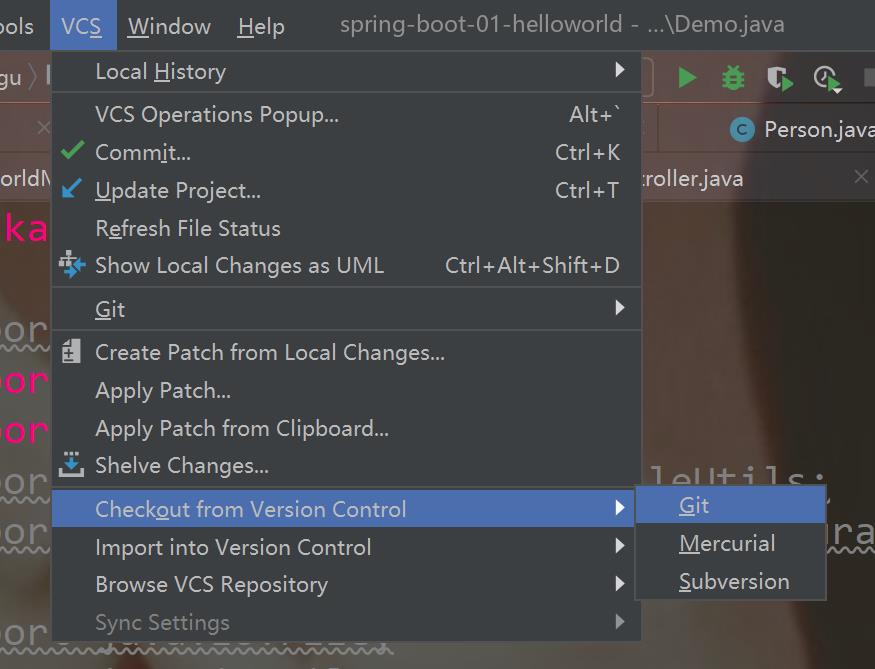 ols VCS Window Help spring-boot-01-helloworld - ...\Demo.java
Local History
gu
VCS Operations Popup... Alt+`
Person.java
Commit... Ctrl+K
orldM
Update Project... Ctrl+T
troller.java
ka
Refresh File Status
Show Local Changes as UML Ctrl+Alt+Shift+D
Git
por
Create Patch from Local Changes...
por
Apply Patch...
Apply Patch from Clipboard...
por
Shelve Changes...
por leUtils;
Checkout from Version Control
Git
por ra
Import into Version Control
Mercurial
Browse VCS Repository
Subversion
Sync Settings
por